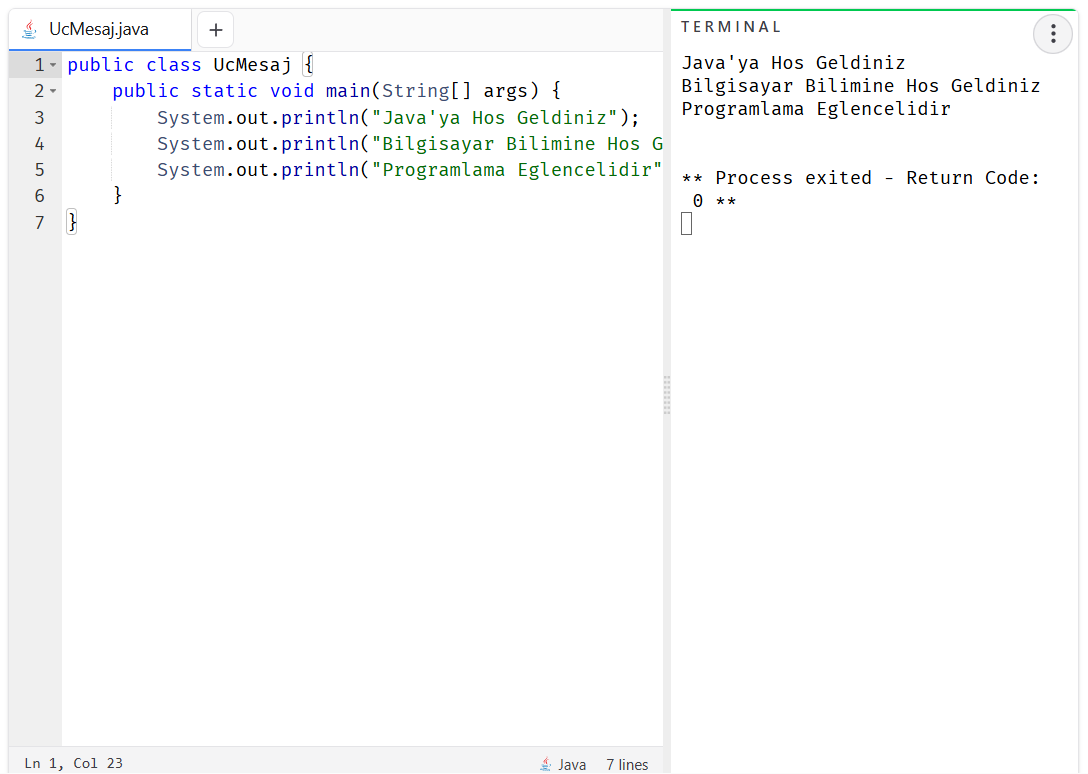 UcMesaj.java
+
1 public class UcMesaj {
2 public static void main(String[] args) {
3 System.out.println("Java'ya Hos Geldiniz");
4 System.out.println("Bilgisayar Bilimine Hos G
5 System.out.println("Programlama Eglencelidir"
6 }
7 }
Ln 1, Col 23
Java 7 lines
TERMINAL
Java'ya Hos Geldiniz
Bilgisayar Bilimine Hos Geldiniz
Programlama Eglencelidir
** Process exited - Return Code:
0 **